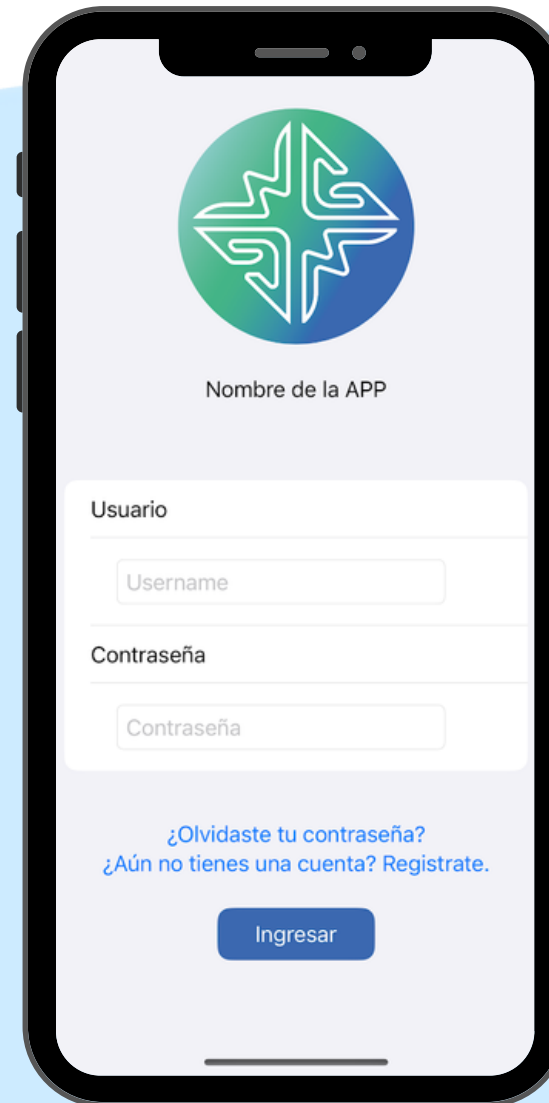 Nombre de la APP
Usuario
Username
Contraseña
Contraseña
¿Olvidaste tu contraseña?
¿Aún no tienes una cuenta? Registrate.
Ingresar